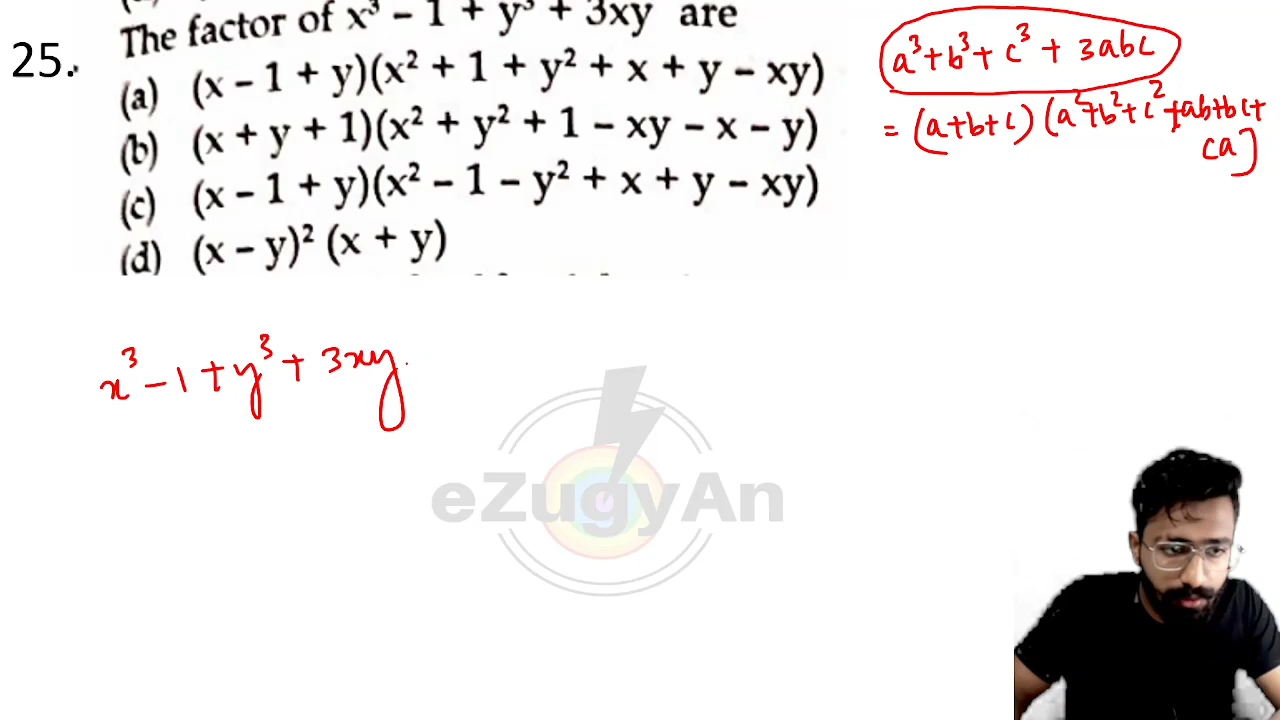 The factor of x³ – 1 + y³ + 3xy are
25.
(a) (x – 1 + y)(x² + 1 + y² + x + y – xy)
(b) (x + y + 1)(x² + y² + 1 – xy – x – y)
(c) (x – 1 + y)(x² – 1 – y² + x + y – xy)
(d) (x – y)² (x + y)
a³ + b³ + c³ + 3abc
= (a+b+c) (a²+b²+c²+ab+bc+
ca]
x³ – 1 + y³ + 3xy
eZugyAn